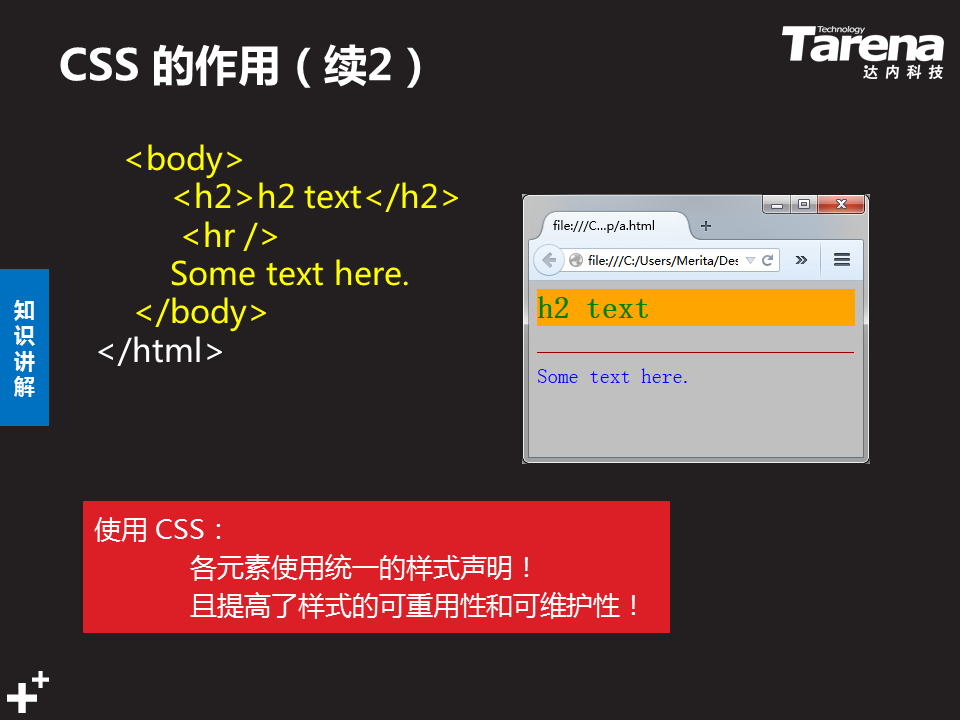 CSS 的作用（续2）
Technology
Tarena
达内科技
<body>
<h2>h2 text</h2>
<hr />
Some text here.
</body>
</html>
知识讲解
file:///C...p/a.html
file:///C:/Users/Merita/Des
h2 text
Some text here.
使用 CSS：
各元素使用统一的样式声明！
且提高了样式的可重用性和可维护性！